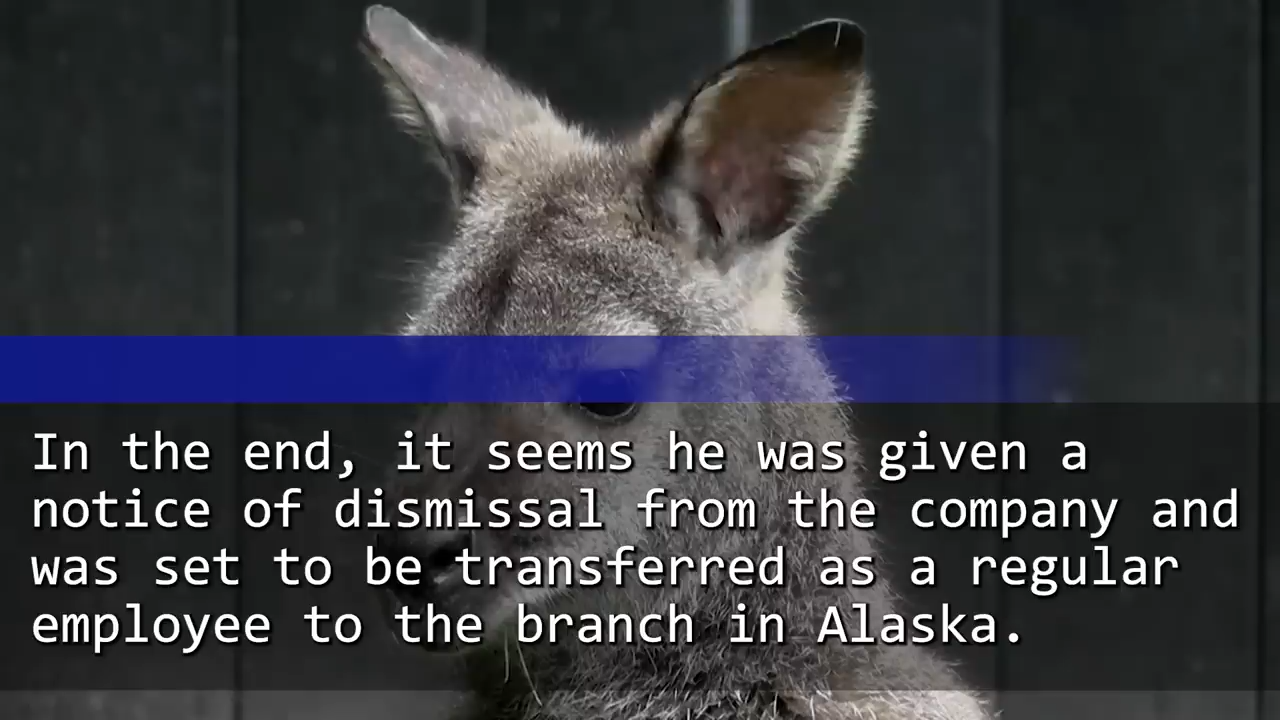 In the end, it seems he was given a
notice of dismissal from the company and
was set to be transferred as a regular
employee to the branch in Alaska.